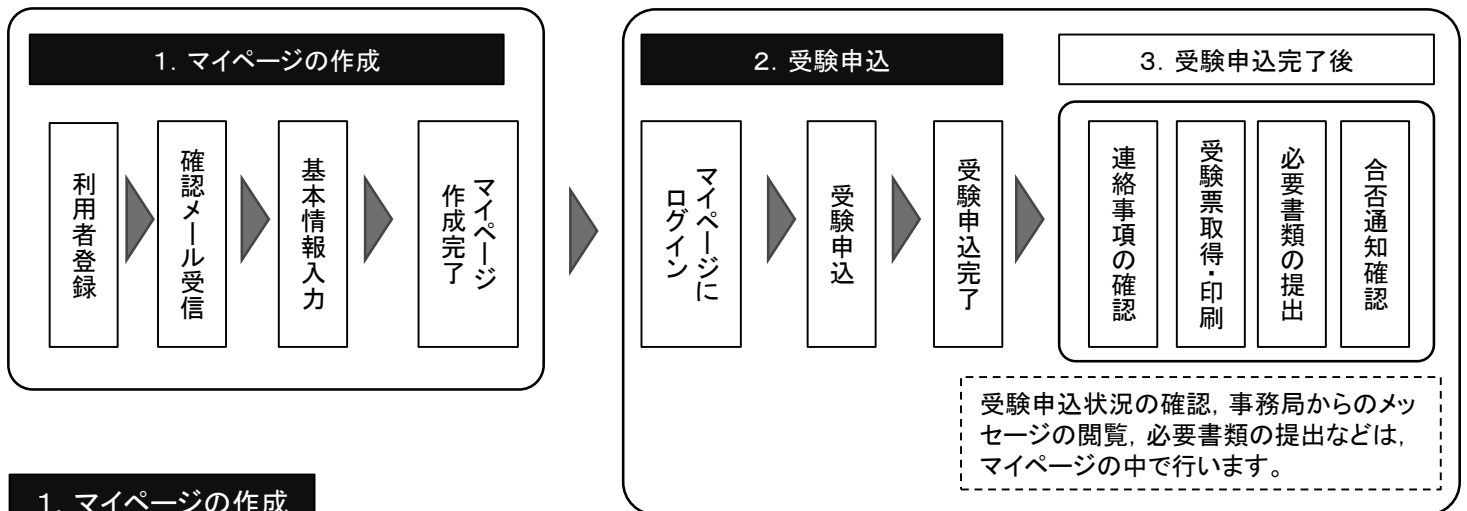 1．マイページの作成
利用者登録
確認メール受信
基本情報入力
マイページ
作成完了
2．受験申込
マイページに
ログイン
受験申込
受験申込完了
3．受験申込完了後
連絡事項の確認
受験票取得・印刷
必要書類の提出
合否通知確認
受験申込状況の確認，事務局からのメッ
セージの閲覧，必要書類の提出などは，
マイページの中で行います。
1．マイページの作成